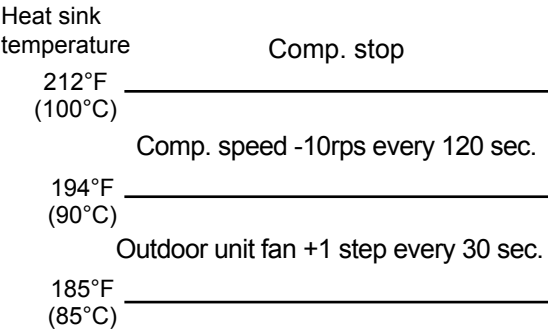 Heat sink
temperature
Comp. stop
212°F
(100°C)
Comp. speed -10rps every 120 sec.
194°F
(90°C)
Outdoor unit fan +1 step every 30 sec.
185°F
(85°C)